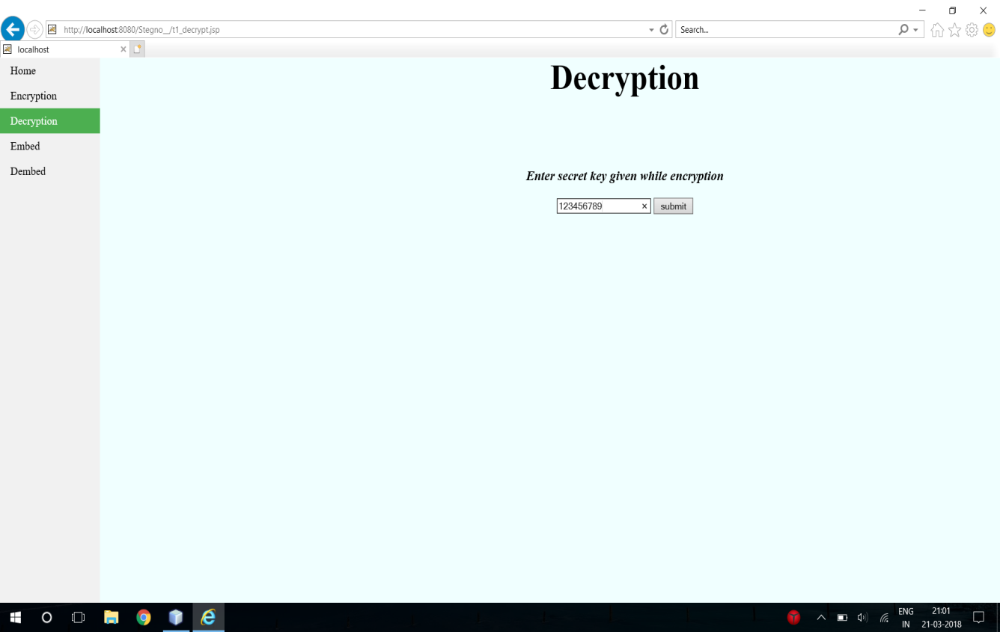 http://localhost:8080/Stegno__/t1_decrypt.jsp
Search...
localhost
Home
Encryption
Decryption
Embed
Dembed
Decryption
Enter secret key given while encryption
123456789
submit
ENG
IN
21:01
21-03-2018